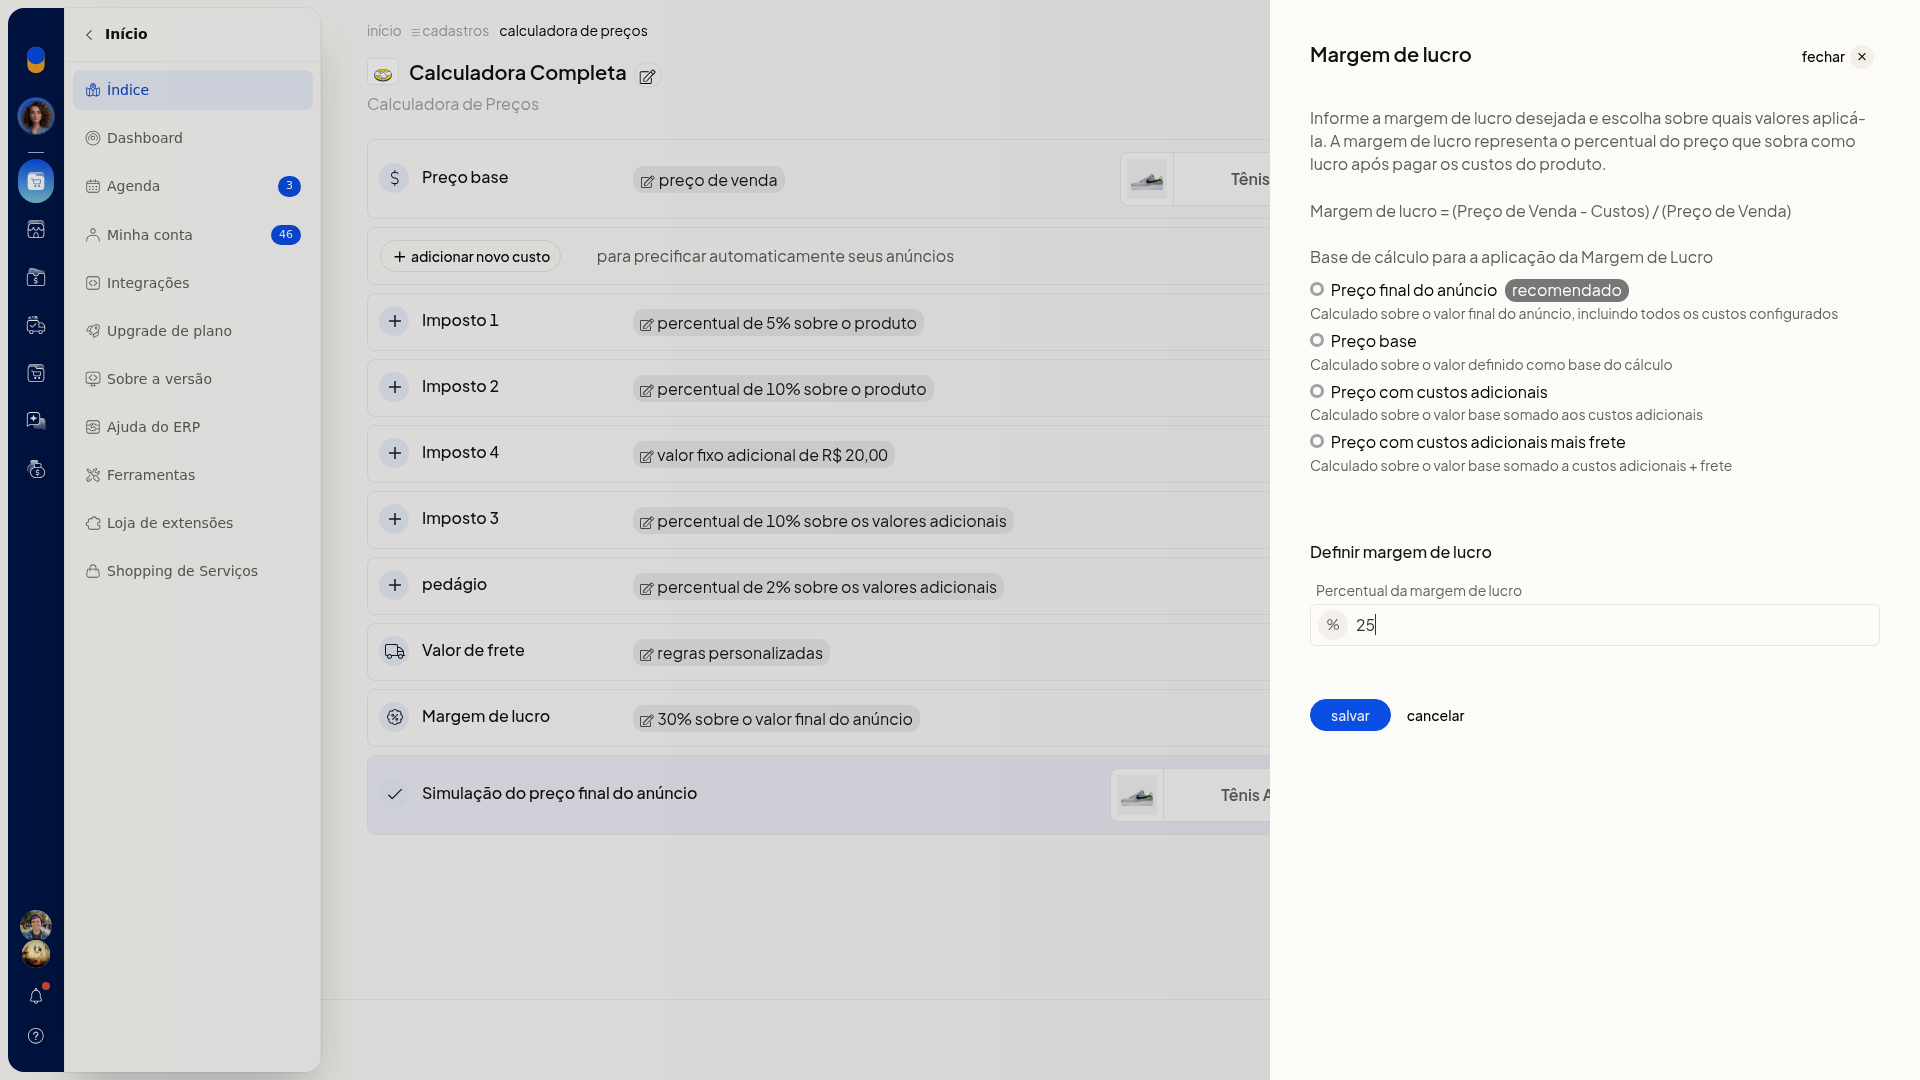 Início
Índice
Dashboard
Agenda
3
Minha conta
46
Integrações
Upgrade de plano
Sobre a versão
Ajuda do ERP
Ferramentas
Loja de extensões
Shopping de Serviços
início cadastros calculadora de preços
Calculadora Completa
Calculadora de Preços
Preço base
preço de venda
Tênis
+ adicionar novo custo
para precificar automaticamente seus anúncios
Imposto 1
percentual de 5% sobre o produto
Imposto 2
percentual de 10% sobre o produto
Imposto 4
valor fixo adicional de R$ 20,00
Imposto 3
percentual de 10% sobre os valores adicionais
pedágio
percentual de 2% sobre os valores adicionais
Valor de frete
regras personalizadas
Margem de lucro
30% sobre o valor final do anúncio
Simulação do preço final do anúncio
Tênis A
Margem de lucro
fechar ×
Informe a margem de lucro desejada e escolha sobre quais valores aplicá-
la. A margem de lucro representa o percentual do preço que sobra como
lucro após pagar os custos do produto.
Margem de lucro = (Preço de Venda - Custos) / (Preço de Venda)
Base de cálculo para a aplicação da Margem de Lucro
Preço final do anúncio recomendado
Calculado sobre o valor final do anúncio, incluindo todos os custos configurados
Preço base
Calculado sobre o valor definido como base do cálculo
Preço com custos adicionais
Calculado sobre o valor base somado aos custos adicionais
Preço com custos adicionais mais frete
Calculado sobre o valor base somado a custos adicionais + frete
Definir margem de lucro
Percentual da margem de lucro
% 25
salvar
cancelar